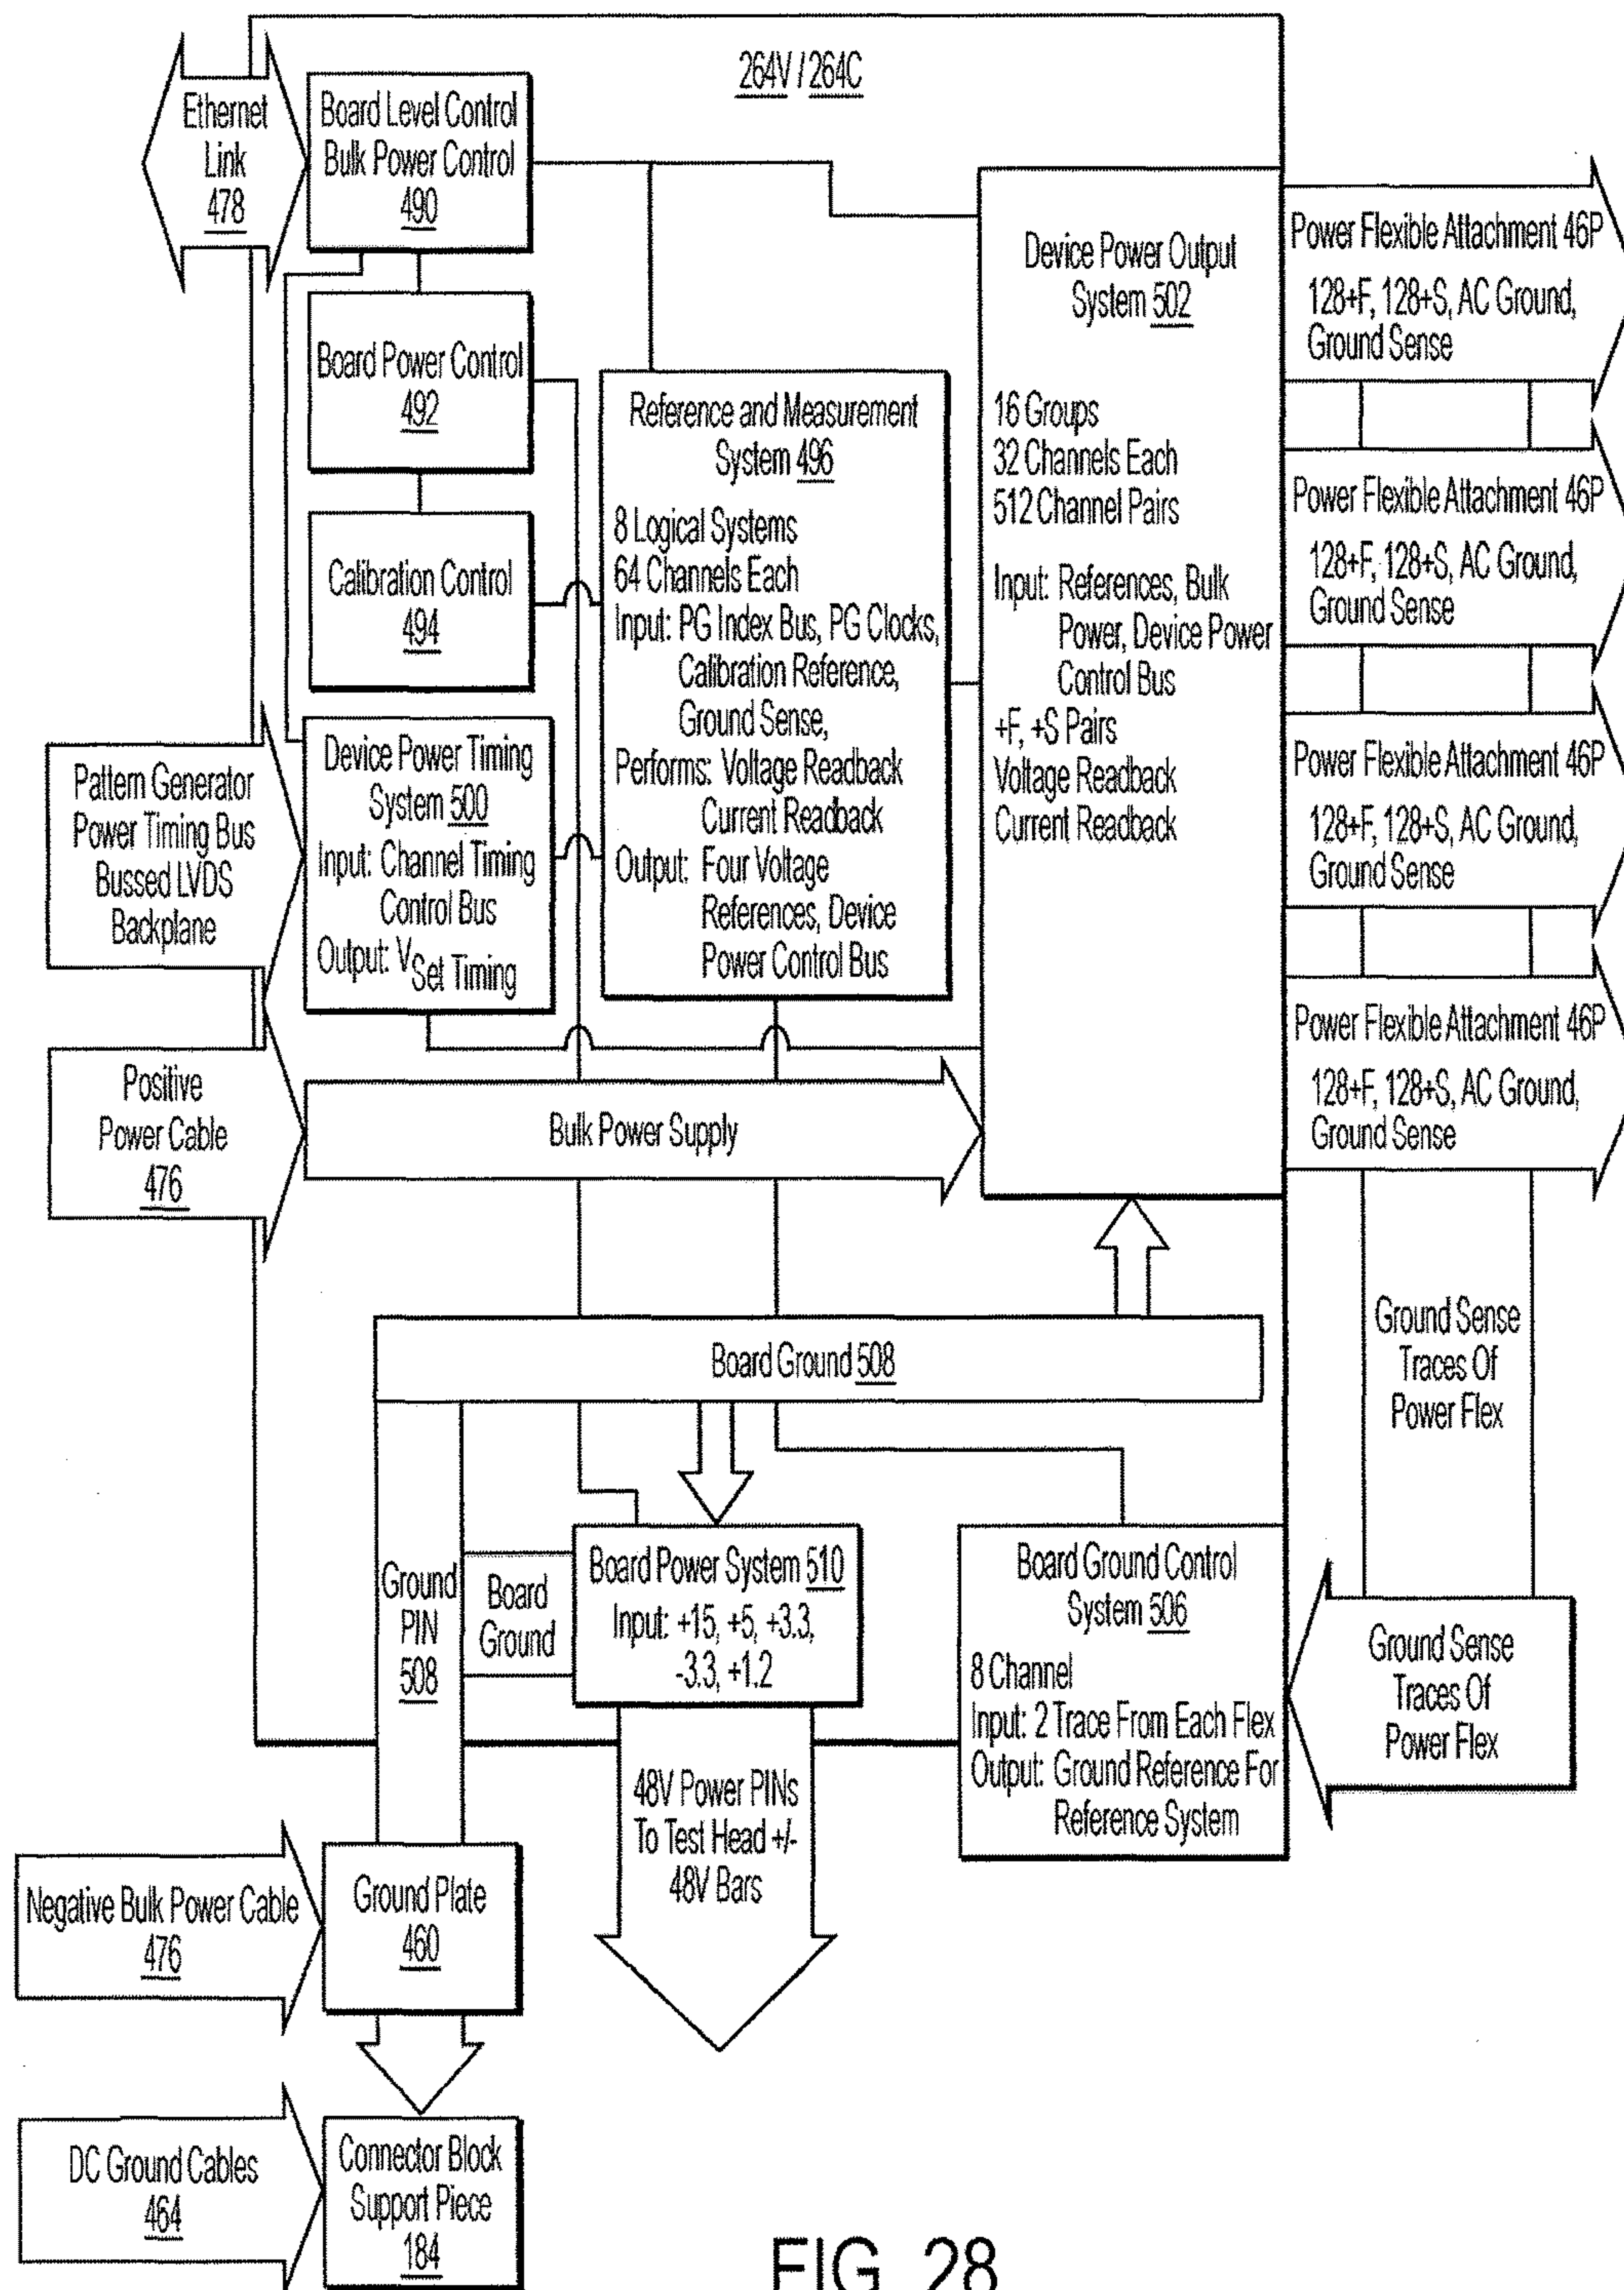 264V / 264C
Ethernet
Link
478
Board Level Control
Bulk Power Control
490
Board Power Control
492
Calibration Control
494
Pattern Generator
Power Timing Bus
Bussed LVDS
Backplane
Device Power Timing
System 500
Input: Channel Timing
Control Bus
Output: VSet Timing
Reference and Measurement
System 496
8 Logical Systems
64 Channels Each
Input: PG Index Bus, PG Clocks,
Calibration Reference,
Ground Sense,
Performs: Voltage Readback
Current Readback
Output: Four Voltage
References, Device
Power Control Bus
Device Power Output
System 502
16 Groups
32 Channels Each
512 Channel Pairs
Input: References, Bulk
Power, Device Power
Control Bus
+F, +S Pairs
Voltage Readback
Current Readback
Power Flexible Attachment 46P
128+F, 128+S, AC Ground,
Ground Sense
Power Flexible Attachment 46P
128+F, 128+S, AC Ground,
Ground Sense
Power Flexible Attachment 46P
128+F, 128+S, AC Ground,
Ground Sense
Power Flexible Attachment 46P
128+F, 128+S, AC Ground,
Ground Sense
Positive
Power Cable
476
Bulk Power Supply
Board Ground 508
Ground Sense
Traces Of
Power Flex
Ground
PIN
508
Board
Ground
Board Power System 510
Input: +15, +5, +3.3,
-3.3, +1.2
Board Ground Control
System 506
8 Channel
Input: 2 Trace From Each Flex
Output: Ground Reference For
Reference System
Ground Sense
Traces Of
Power Flex
48V Power PINs
To Test Head +/-
48V Bars
Negative Bulk Power Cable
476
Ground Plate
460
DC Ground Cables
464
Connector Block
Support Piece
184
FIG. 28